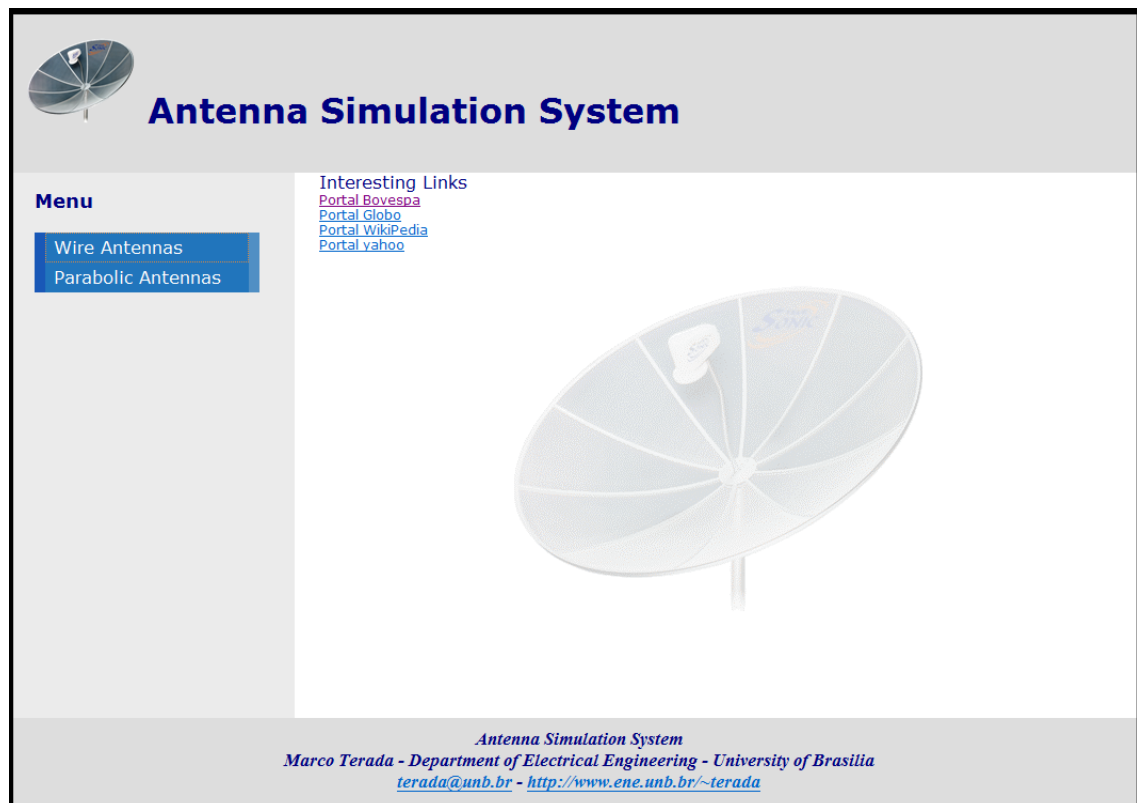 Antenna Simulation System
Menu
Wire Antennas
Parabolic Antennas
Interesting Links
Portal Bovespa
Portal Globo
Portal WikiPedia
Portal yahoo
SONIC
Antenna Simulation System
Marco Terada - Department of Electrical Engineering - University of Brasilia
terada@unb.br - http://www.ene.unb.br/~terada